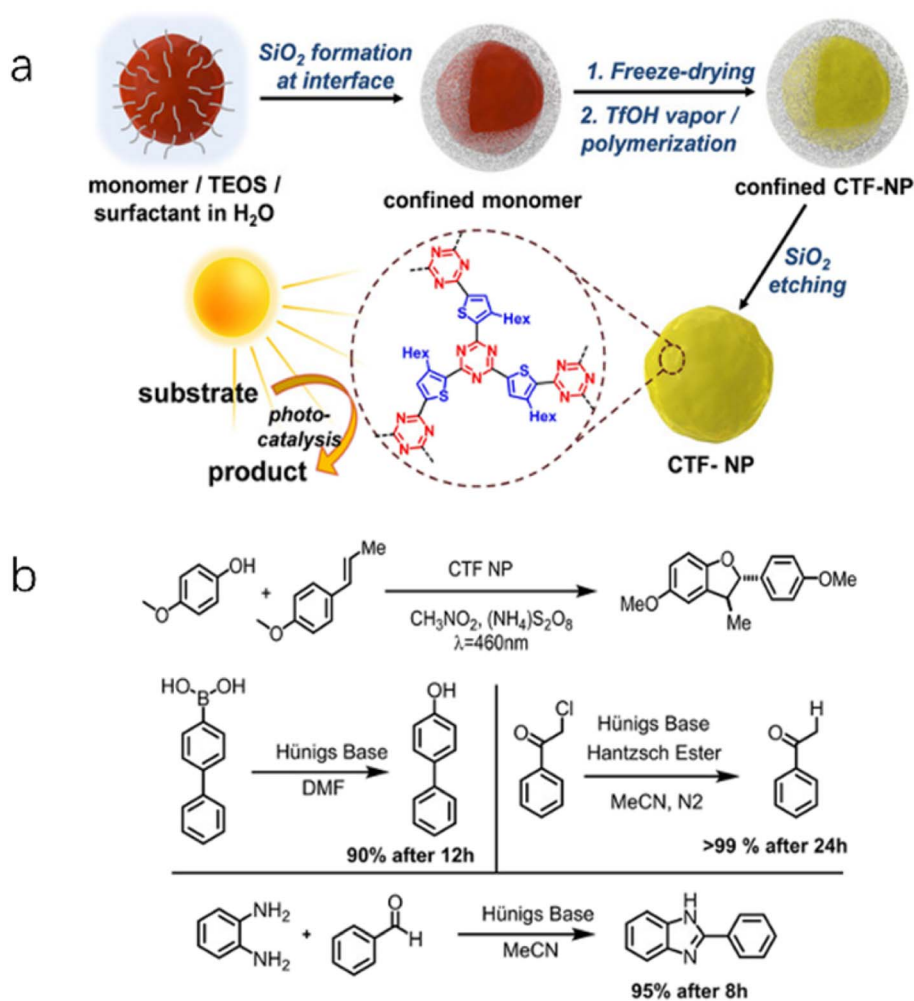 a
SiO₂ formation
at interface
1. Freeze-drying
2. TfOH vapor /
polymerization
monomer / TEOS /
surfactant in H₂O
confined monomer
confined CTF-NP
SiO₂
etching
N N
N
S
Hex
N N
N
Hex
S
S
Hex
N N
N
N N
N
substrate
photo-
catalysis
product
CTF- NP
b
OH
O
+
Me
O
CTF NP
CH₃NO₂, (NH₄)S₂O₈
λ=460nm
O
OMe
MeO
Me
HO B OH
Hünigs Base
DMF
OH
90% after 12h
Cl
O
Hünigs Base
Hantzsch Ester
MeCN, N2
H
O
>99 % after 24h
NH₂
NH₂
+
O
H
Hünigs Base
MeCN
H
N
N
95% after 8h